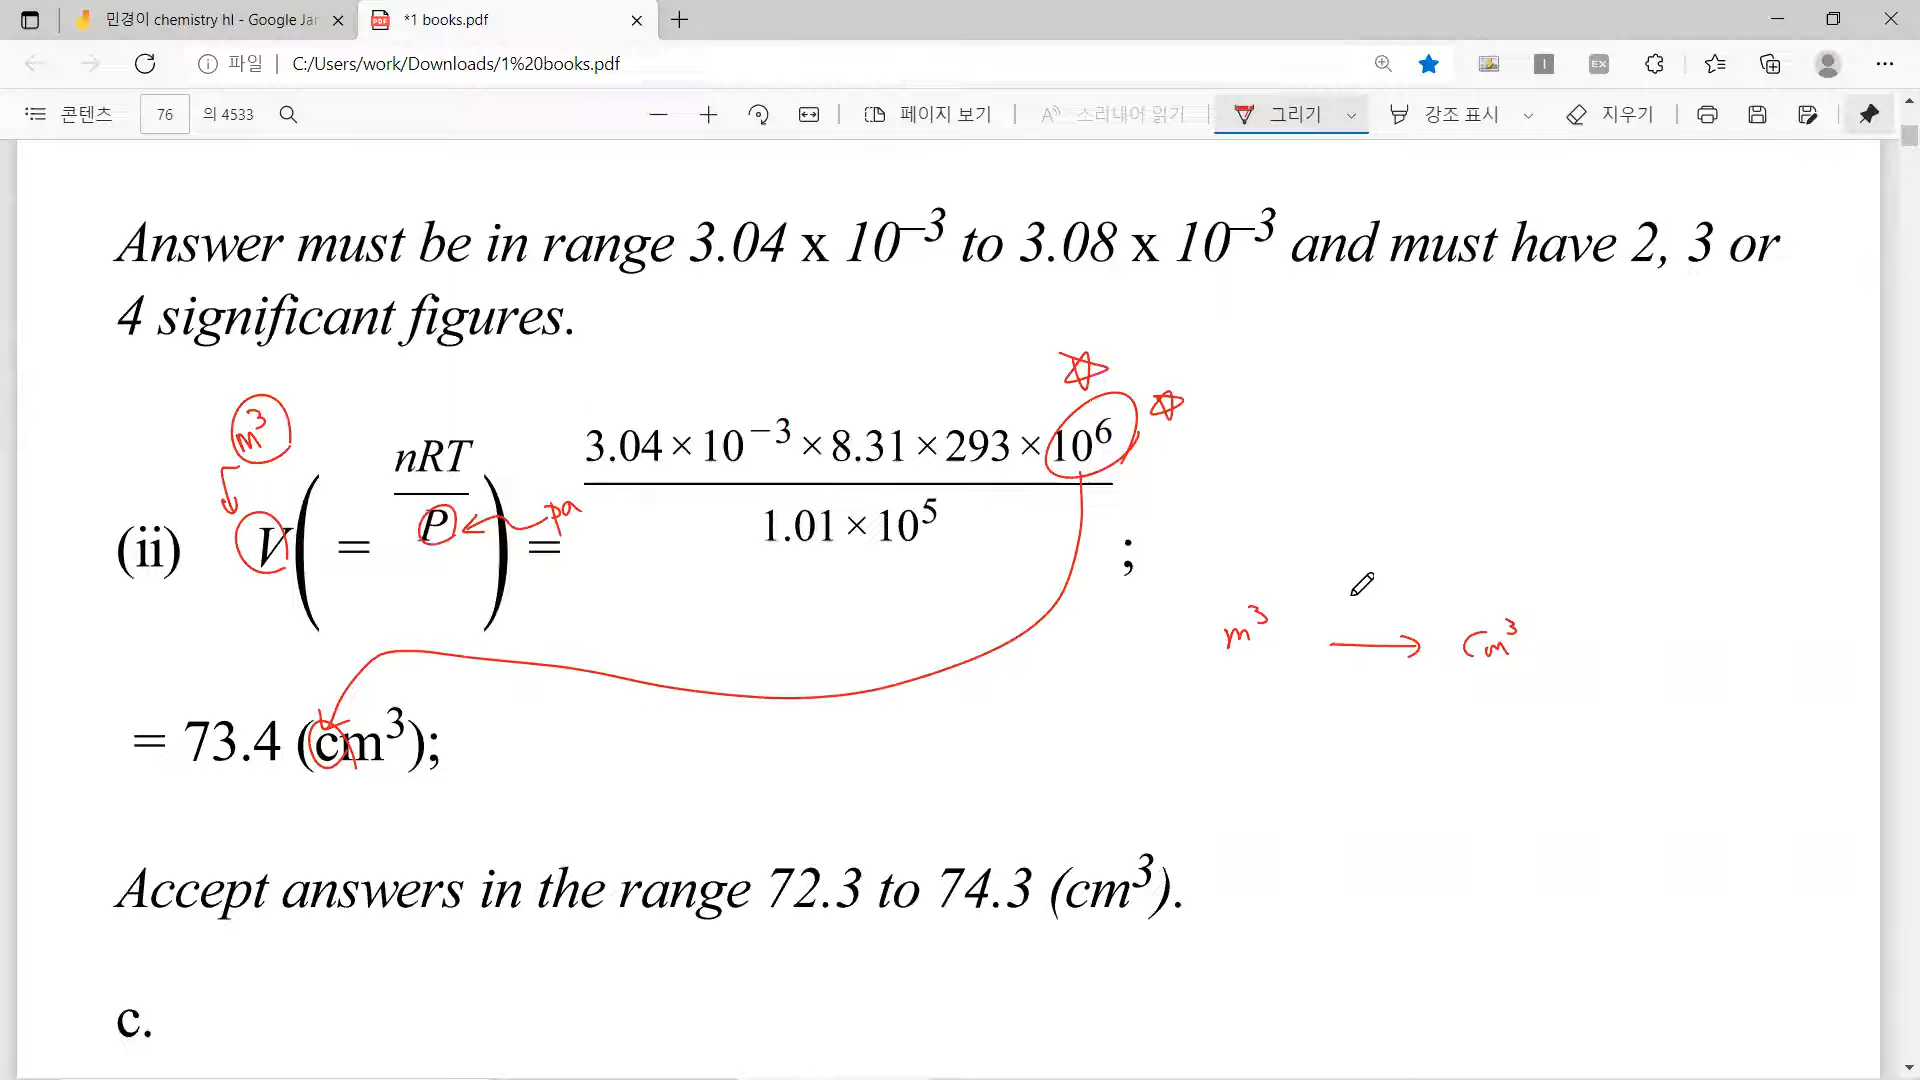 민경이 chemistry hl - Google Jar
*1 books.pdf
파일 C:/Users/work/Downloads/1%20books.pdf
콘텐츠 76 의 4533 페이지 보기 소리내어 읽기 그리기 강조 표시 지우기
Answer must be in range 3.04 x 10⁻³ to 3.08 x 10⁻³ and must have 2, 3 or
4 significant figures.
m³
(ii) V( = nRT/P ) = 3.04×10⁻³×8.31×293×10⁶ / 1.01×10⁵ ;
pa
m³ → cm³
= 73.4 (cm³);
Accept answers in the range 72.3 to 74.3 (cm³).
c.